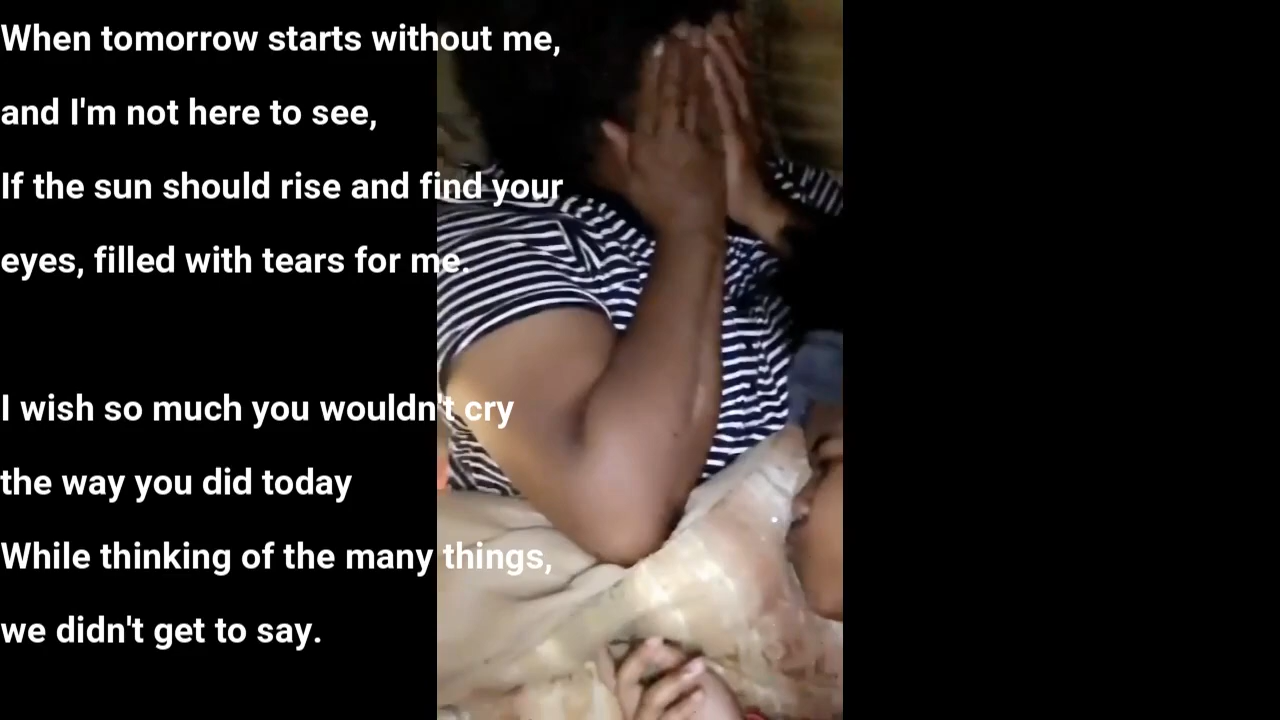 When tomorrow starts without me,
and I'm not here to see,
If the sun should rise and find your
eyes, filled with tears for me.
I wish so much you wouldn't cry
the way you did today
While thinking of the many things,
we didn't get to say.